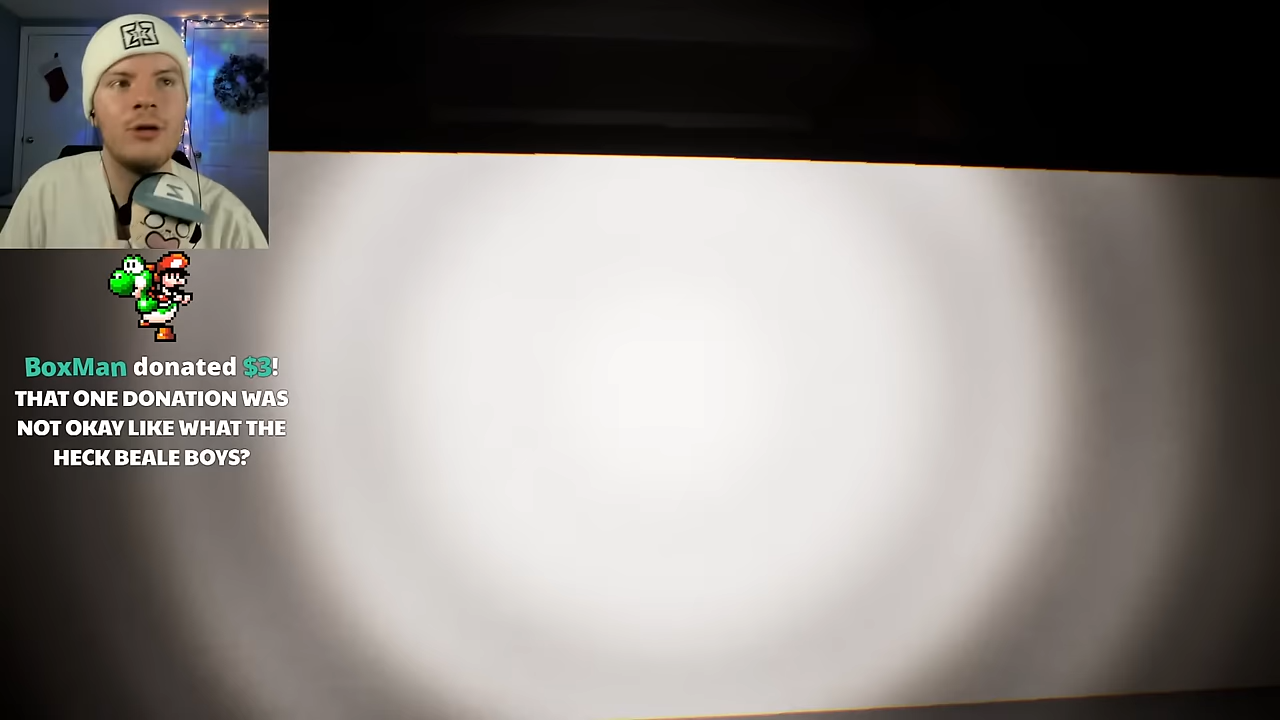 BoxMan donated $3!
THAT ONE DONATION WAS
NOT OKAY LIKE WHAT THE
HECK BEALE BOYS?